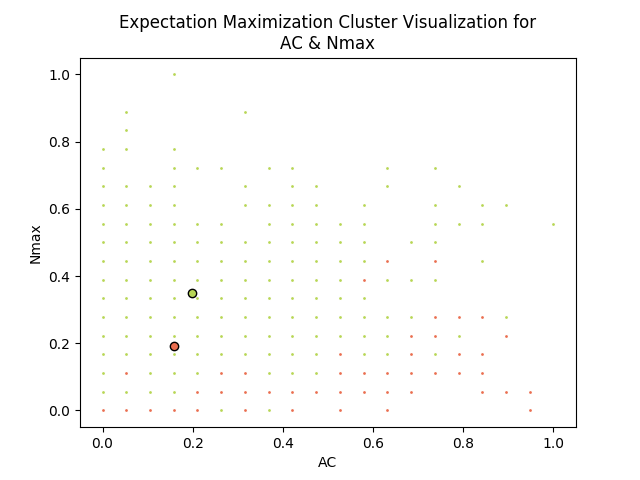 Expectation Maximization Cluster Visualization for
AC & Nmax
1.0
0.8
0.6
0.4
0.2
0.0
Nmax
0.0 0.2 0.4 0.6 0.8 1.0
AC